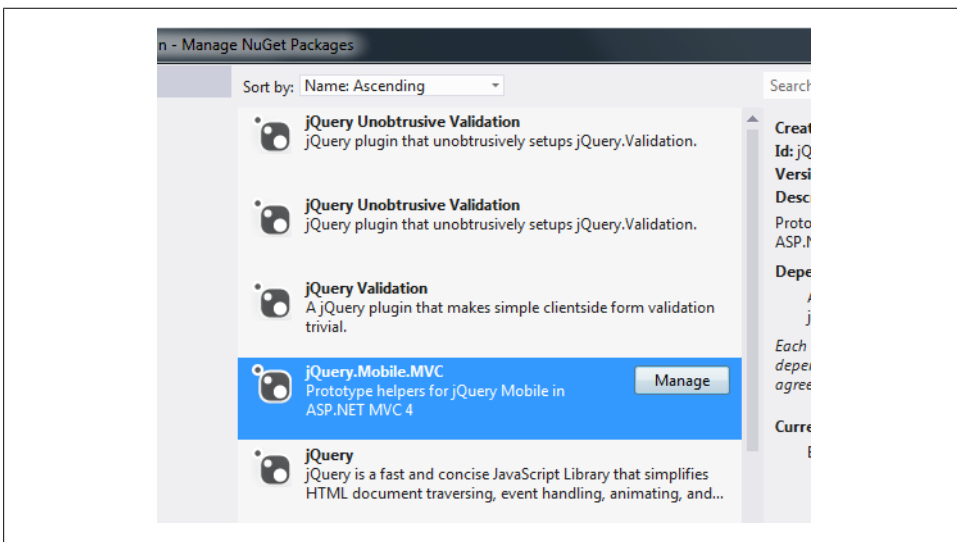 n - Manage NuGet Packages
Sort by: Name: Ascending
Search
jQuery Unobtrusive Validation
jQuery plugin that unobtrusively setups jQuery.Validation.
jQuery Unobtrusive Validation
jQuery plugin that unobtrusively setups jQuery.Validation.
jQuery Validation
A jQuery plugin that makes simple clientside form validation
trivial.
jQuery.Mobile.MVC
Prototype helpers for jQuery Mobile in
ASP.NET MVC 4
Manage
jQuery
jQuery is a fast and concise JavaScript Library that simplifies
HTML document traversing, event handling, animating, and...
Creat
Id: jQ
Versi
Desc
Proto
ASP.N
Depe
j
Each
depe
agree
Curre